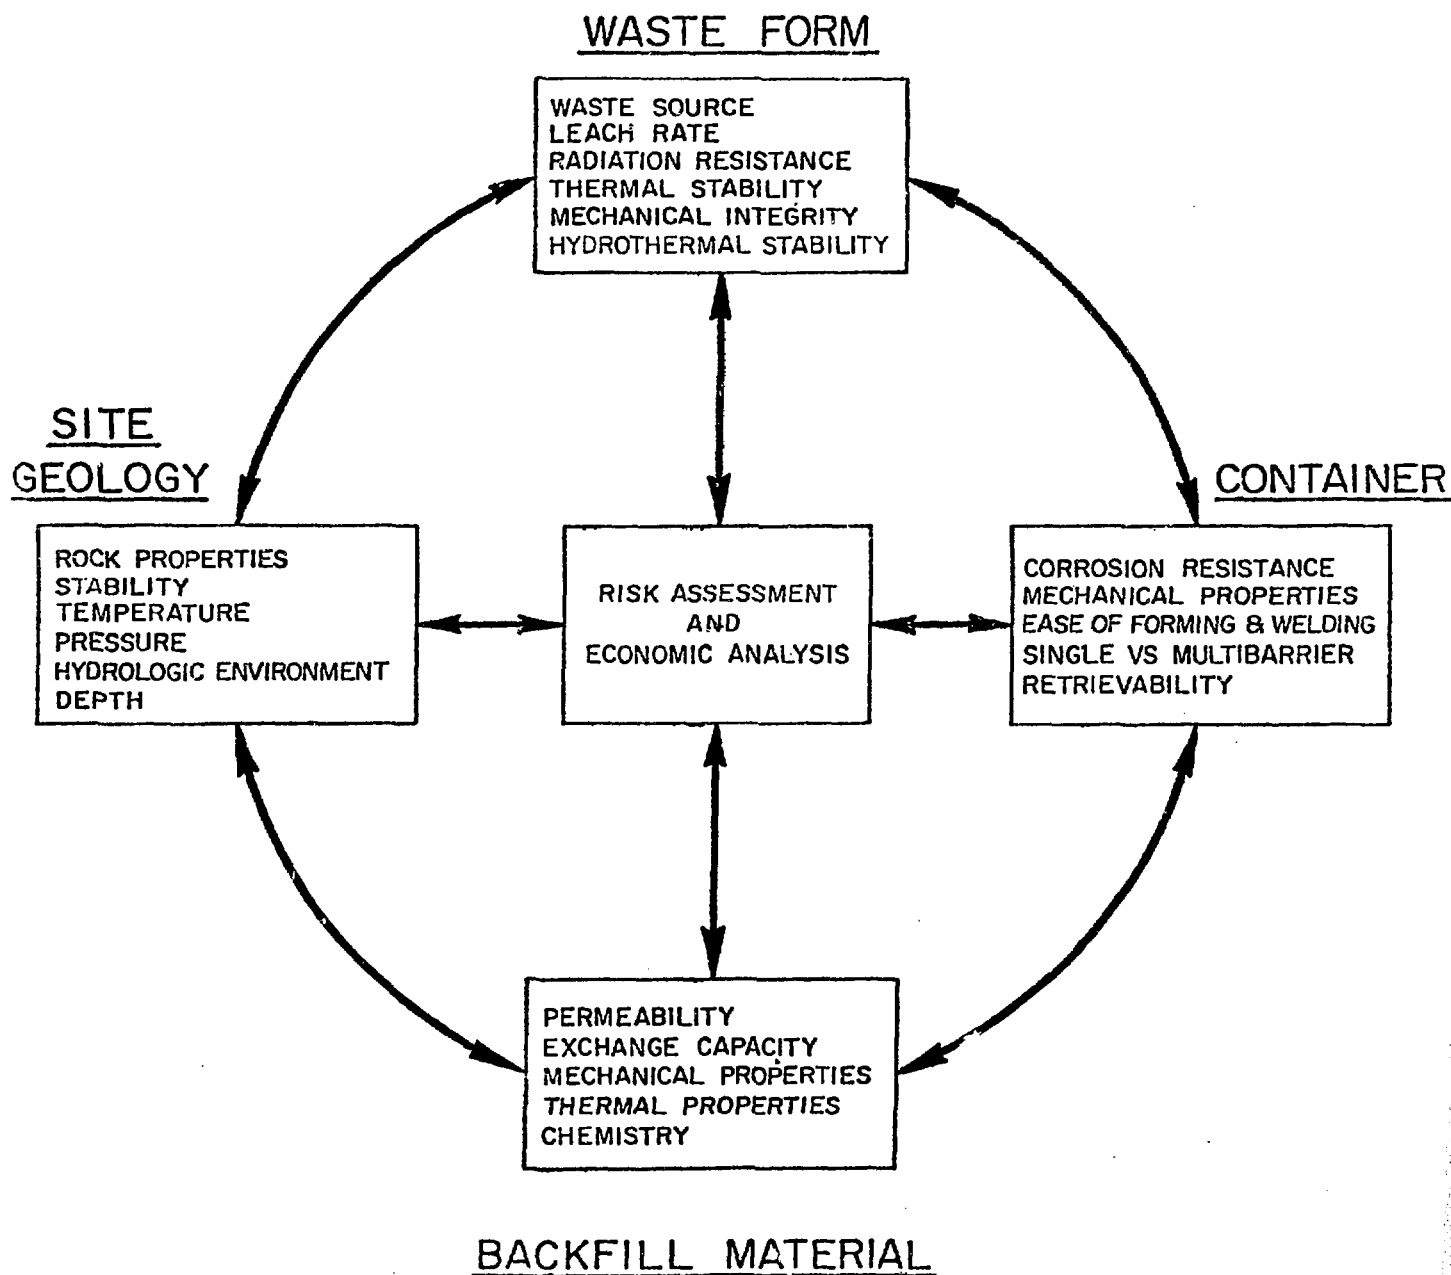 WASTE FORM
WASTE SOURCE
LEACH RATE
RADIATION RESISTANCE
THERMAL STABILITY
MECHANICAL INTEGRITY
HYDROTHERMAL STABILITY
SITE
GEOLOGY
ROCK PROPERTIES
STABILITY
TEMPERATURE
PRESSURE
HYDROLOGIC ENVIRONMENT
DEPTH
RISK ASSESSMENT
AND
ECONOMIC ANALYSIS
CONTAINER
CORROSION RESISTANCE
MECHANICAL PROPERTIES
EASE OF FORMING & WELDING
SINGLE VS MULTIBARRIER
RETRIEVABILITY
PERMEABILITY
EXCHANGE CAPACITY
MECHANICAL PROPERTIES
THERMAL PROPERTIES
CHEMISTRY
BACKFILL MATERIAL